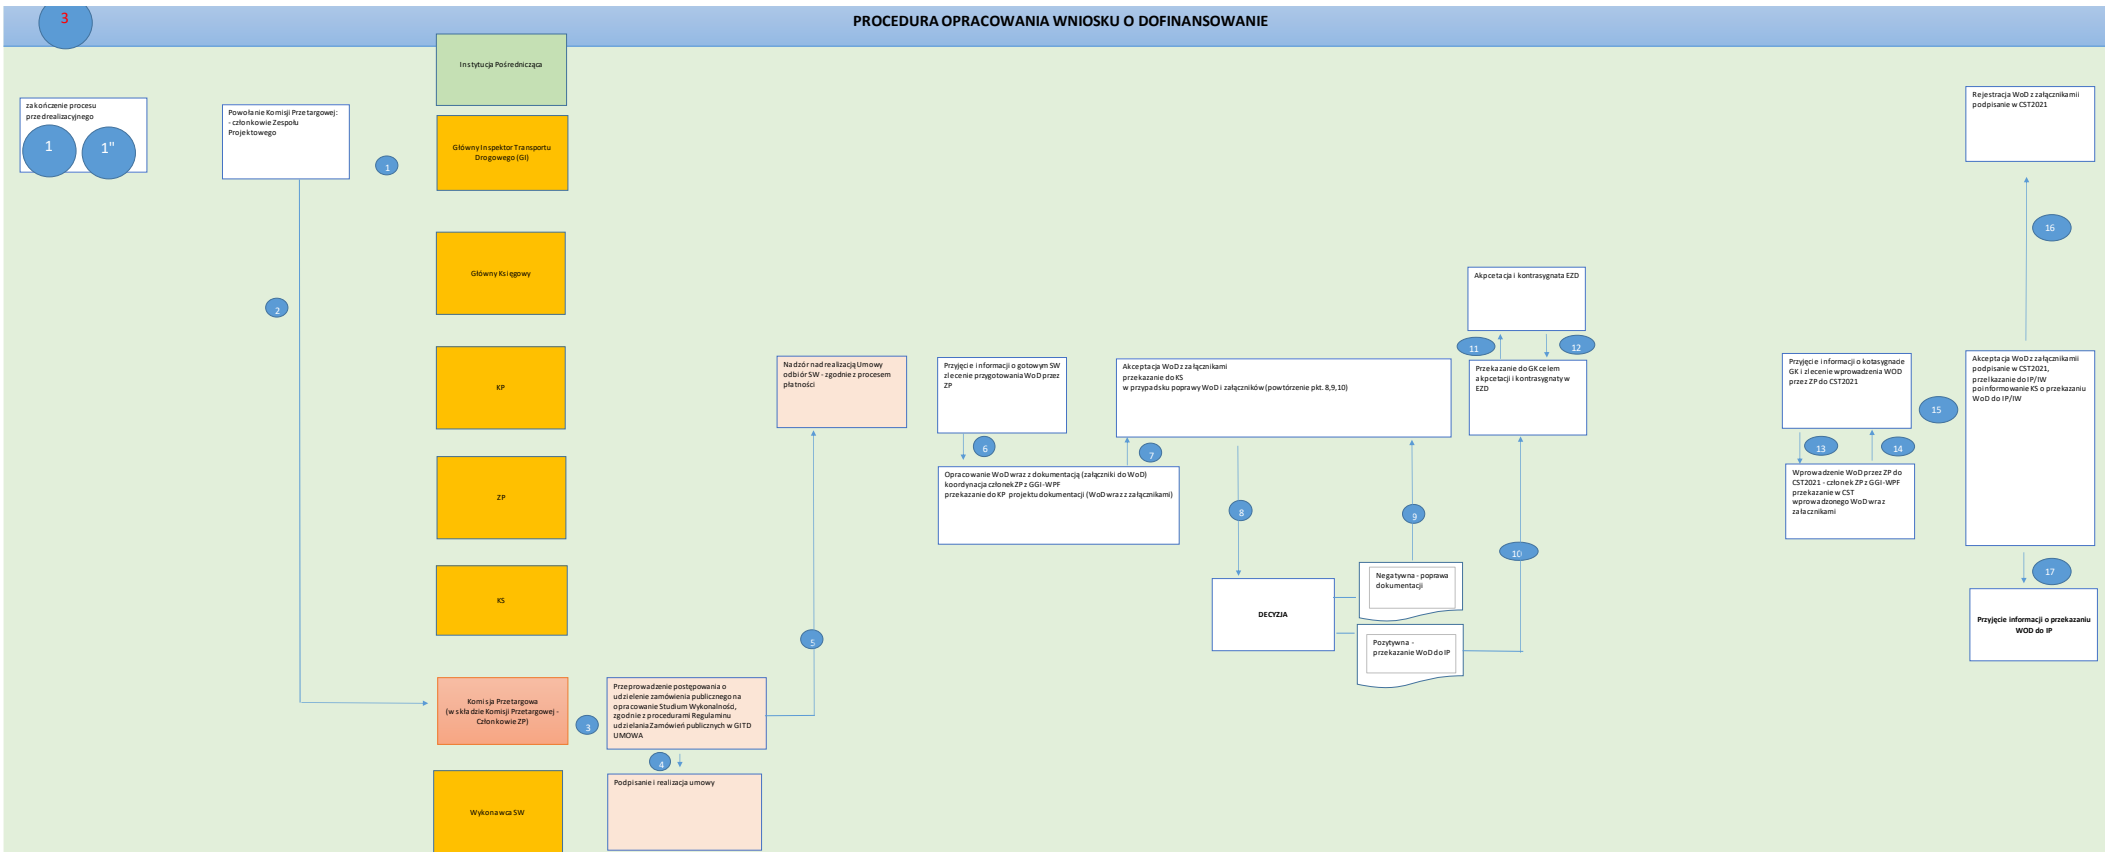 3
PROCEDURA OPRACOWANIA WNIOSKU O DOFINANSOWANIE
Instytucja Pośrednicząca
zakończenie procesu
przedrealizacyjnego
1
1"
Powołanie Komisji Przetargowej:
- członkowie Zespołu
Projektowego
1
Główny Inspektor Transportu
Drogowego (GI)
2
Główny Księgowy
KP
ZP
KS
Komisja Przetargowa
(w składzie Komisji Przetargowej -
Członkowie ZP)
3
Przeprowadzenie postępowania o
udzielenie zamówienia publicznego na
opracowanie Studium Wykonalności,
zgodnie z procedurami Regulaminu
udzielania Zamówień publicznych w GITD
UMOWA
4
Podpisanie i realizacja umowy
Wykonawca SW
5
Nadzór nad realizacją Umowy
odbiór SW - zgodnie z procesem
płatności
Przyjęcie informacji o gotowym SW
zlecenie przygotowania WoD przez
ZP
6
Opracowanie WoD wraz z dokumentacją (załączniki do WoD)
koordynacja członek ZP z GGI-WPF
przekazanie do KP projektu dokumentacji (WoD wraz z załącznikami)
7
Akceptacja WoD z załącznikami
przekazanie do KS
w przypadsku poprawy WoD i załączników (powtórzenie pkt. 8,9,10)
8
DECYZJA
9
Negatywna - poprawa
dokumentacji
Pozytywna -
przekazanie WoD do IP
10
Akpcetacja i kontrasygnata EZD
11
12
Przekazanie do GK celem
akpcetacji i kontrasygnaty w
EZD
Przyjęcie informacji o kotasygnacie
GK i zlecenie wprowadzenia WOD
przez ZP do CST2021
13
14
Wprowadzenie WoD przez ZP do
CST2021 - członek ZP z GGI-WPF
przekazanie w CST
wprowadzonego WoD wraz
załacznikami
15
Rejestracja WoD z załącznikamii
podpisanie w CST2021
16
Akceptacja WoD z załącznikamii
podpisanie w CST2021,
przelkazanie do IP/IW
poinformowanie KS o przekazaniu
WoD do IP/IW
17
Przyjęcie informacji o przekazaniu
WOD do IP